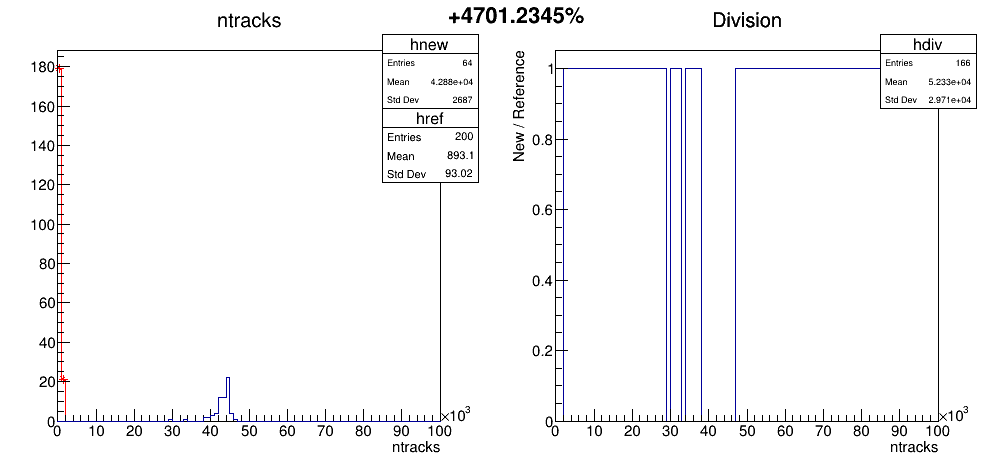 +4701.2345%
ntracks
hnew
Entries 64
Mean 4.288e+04
Std Dev 2687
href
Entries 200
Mean 893.1
Std Dev 93.02
180
160
140
120
100
80
60
40
20
0
0 10 20 30 40 50 60 70 80 90 100
×10³
ntracks
Division
hdiv
Entries 166
Mean 5.233e+04
Std Dev 2.971e+04
New / Reference
1
0.8
0.6
0.4
0.2
0
0 10 20 30 40 50 60 70 80 90 100
×10³
ntracks